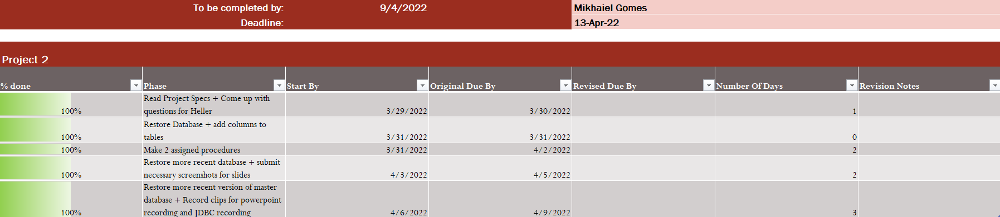 To be completed by: 9/4/2022 Mikhaiel Gomes
Deadline: 13-Apr-22
Project 2
% done Phase Start By Original Due By Revised Due By Number Of Days Revision Notes
Read Project Specs + Come up with
100% questions for Heller 3/29/2022 3/30/2022 1
Restore Database + add columns to
100% tables 3/31/2022 3/31/2022 0
100% Make 2 assigned procedures 3/31/2022 4/2/2022 2
Restore more recent database + submit
100% necessary screenshots for slides 4/3/2022 4/5/2022 2
Restore more recent version of master
database + Record clips for powerpoint
100% recording and JDBC recording 4/6/2022 4/9/2022 3